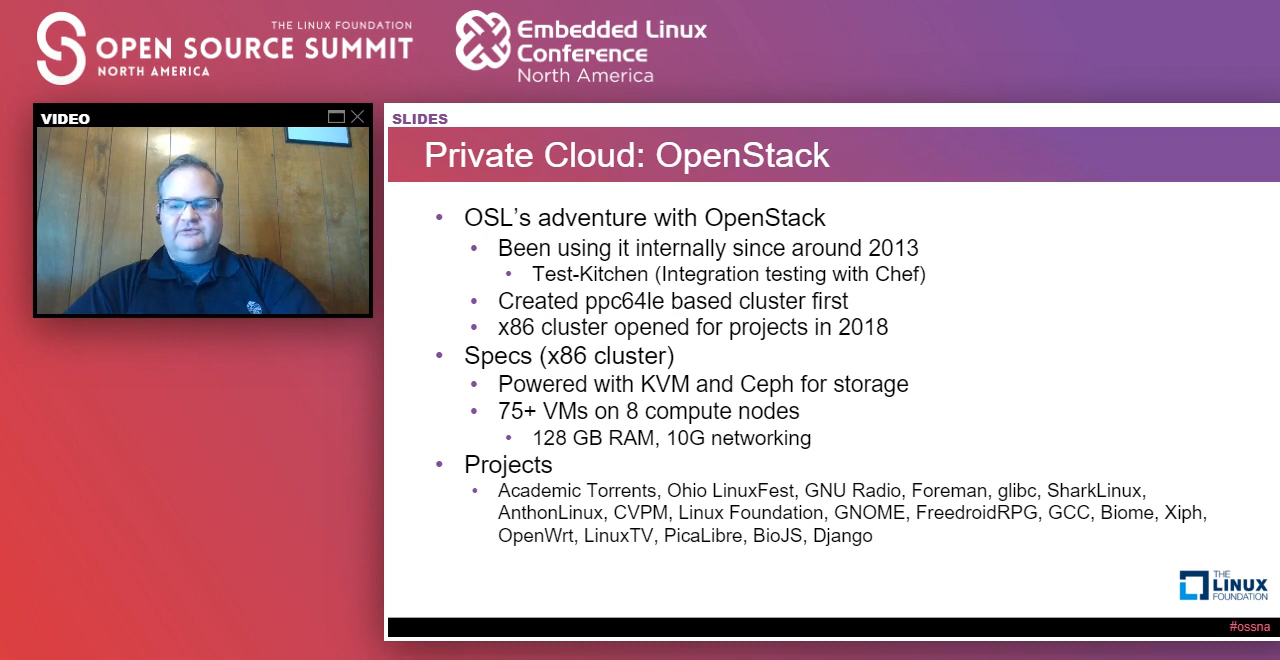 THE LINUX FOUNDATION
OPEN SOURCE SUMMIT
NORTH AMERICA
Embedded Linux
Conference
North America
VIDEO
SLIDES
Private Cloud: OpenStack
• OSL's adventure with OpenStack
• Been using it internally since around 2013
• Test-Kitchen (Integration testing with Chef)
• Created ppc64le based cluster first
• x86 cluster opened for projects in 2018
• Specs (x86 cluster)
• Powered with KVM and Ceph for storage
• 75+ VMs on 8 compute nodes
• 128 GB RAM, 10G networking
• Projects
• Academic Torrents, Ohio LinuxFest, GNU Radio, Foreman, glibc, SharkLinux,
AnthonLinux, CVPM, Linux Foundation, GNOME, FreedroidRPG, GCC, Biome, Xiph,
OpenWrt, LinuxTV, PicaLibre, BioJS, Django
THE
LINUX
FOUNDATION
#ossna